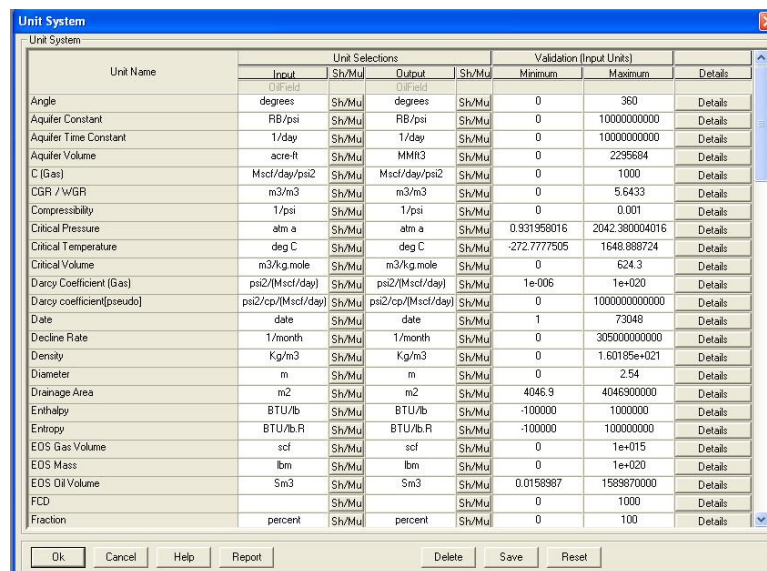 Unit System
Unit System
Unit Selections Validation (Input Units)
Unit Name Input Sh/Mu Output Sh/Mu Minimum Maximum Details
OilField OilField
Angle degrees Sh/Mu degrees Sh/Mu 0 360 Details
Aquifer Constant RB/psi Sh/Mu RB/psi Sh/Mu 0 10000000000 Details
Aquifer Time Constant 1/day Sh/Mu 1/day Sh/Mu 0 10000000000 Details
Aquifer Volume acre-ft Sh/Mu MMft3 Sh/Mu 0 2295684 Details
C (Gas) Mscf/day/psi2 Sh/Mu Mscf/day/psi2 Sh/Mu 0 1000 Details
CGR / WGR m3/m3 Sh/Mu m3/m3 Sh/Mu 0 5.6433 Details
Compressibility 1/psi Sh/Mu 1/psi Sh/Mu 0 0.001 Details
Critical Pressure atm a Sh/Mu atm a Sh/Mu 0.931958016 2042.380004016 Details
Critical Temperature deg C Sh/Mu deg C Sh/Mu -272.7777505 1648.888724 Details
Critical Volume m3/kg.mole Sh/Mu m3/kg.mole Sh/Mu 0 624.3 Details
Darcy Coefficient (Gas) psi2/(Mscf/day) Sh/Mu psi2/(Mscf/day) Sh/Mu 1e-006 1e+020 Details
Darcy coefficient[pseudo] psi2/cp/(Mscf/day) Sh/Mu psi2/cp/(Mscf/day) Sh/Mu 0 1000000000000 Details
Date date Sh/Mu date Sh/Mu 1 73048 Details
Decline Rate 1/month Sh/Mu 1/month Sh/Mu 0 305000000000 Details
Density Kg/m3 Sh/Mu Kg/m3 Sh/Mu 0 1.60185e+021 Details
Diameter m Sh/Mu m Sh/Mu 0 2.54 Details
Drainage Area m2 Sh/Mu m2 Sh/Mu 4046.9 4046900000 Details
Enthalpy BTU/lb Sh/Mu BTU/lb Sh/Mu -100000 1000000 Details
Entropy BTU/lb.R Sh/Mu BTU/lb.R Sh/Mu -100000 100000000 Details
EOS Gas Volume scf Sh/Mu scf Sh/Mu 0 1e+015 Details
EOS Mass lbm Sh/Mu lbm Sh/Mu 0 1e+020 Details
EOS Oil Volume Sm3 Sh/Mu Sm3 Sh/Mu 0.0158987 1589870000 Details
FCD Sh/Mu Sh/Mu 0 1000 Details
Fraction percent Sh/Mu percent Sh/Mu 0 100 Details
Ok Cancel Help Report Delete Save Reset